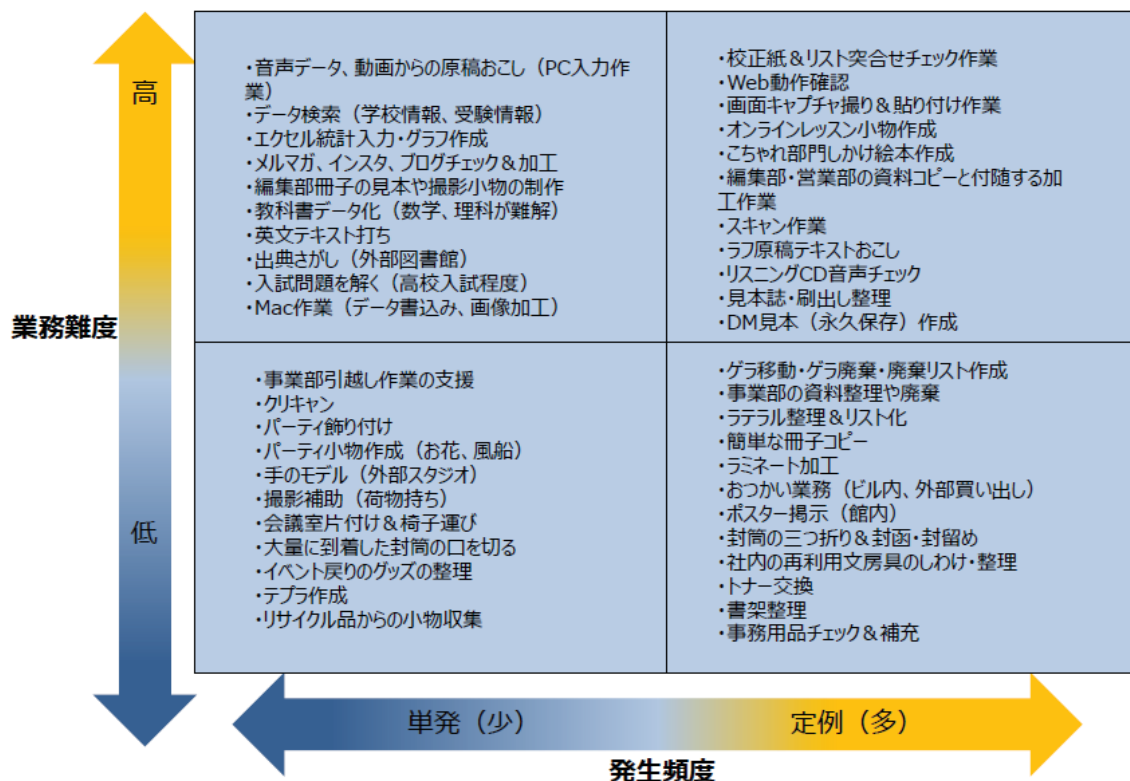 高
業務難度
低
・音声データ、動画からの原稿おこし（PC入力作
業）
・データ検索（学校情報、受験情報）
・エクセル統計入力・グラフ作成
・メルマガ、インスタ、ブログチェック＆加工
・編集部冊子の見本や撮影小物の制作
・教科書データ化（数学、理科が難解）
・英文テキスト打ち
・出典さがし（外部図書館）
・入試問題を解く（高校入試程度）
・Mac作業（データ書込み、画像加工）
・校正紙＆リスト突合せチェック作業
・Web動作確認
・画面キャプチャ撮り＆貼り付け作業
・オンラインレッスン小物作成
・こちゃれ部門しかけ絵本作成
・編集部・営業部の資料コピーと付随する加
工作業
・スキャン作業
・ラフ原稿テキストおこし
・リスニングCD音声チェック
・見本誌・刷出し整理
・DM見本（永久保存）作成
・事業部引越し作業の支援
・クリキャン
・パーティ飾り付け
・パーティ小物作成（お花、風船）
・手のモデル（外部スタジオ）
・撮影補助（荷物持ち）
・会議室片付け＆椅子運び
・大量に到着した封筒の口を切る
・イベント戻りのグッズの整理
・テプラ作成
・リサイクル品からの小物収集
・ゲラ移動・ゲラ廃棄・廃棄リスト作成
・事業部の資料整理や廃棄
・ラテラル整理＆リスト化
・簡単な冊子コピー
・ラミネート加工
・おつかい業務（ビル内、外部買い出し）
・ポスター掲示（館内）
・封筒の三つ折り＆封函・封留め
・社内の再利用文房具のしわけ・整理
・トナー交換
・書架整理
・事務用品チェック＆補充
単発（少）
定例（多）
発生頻度